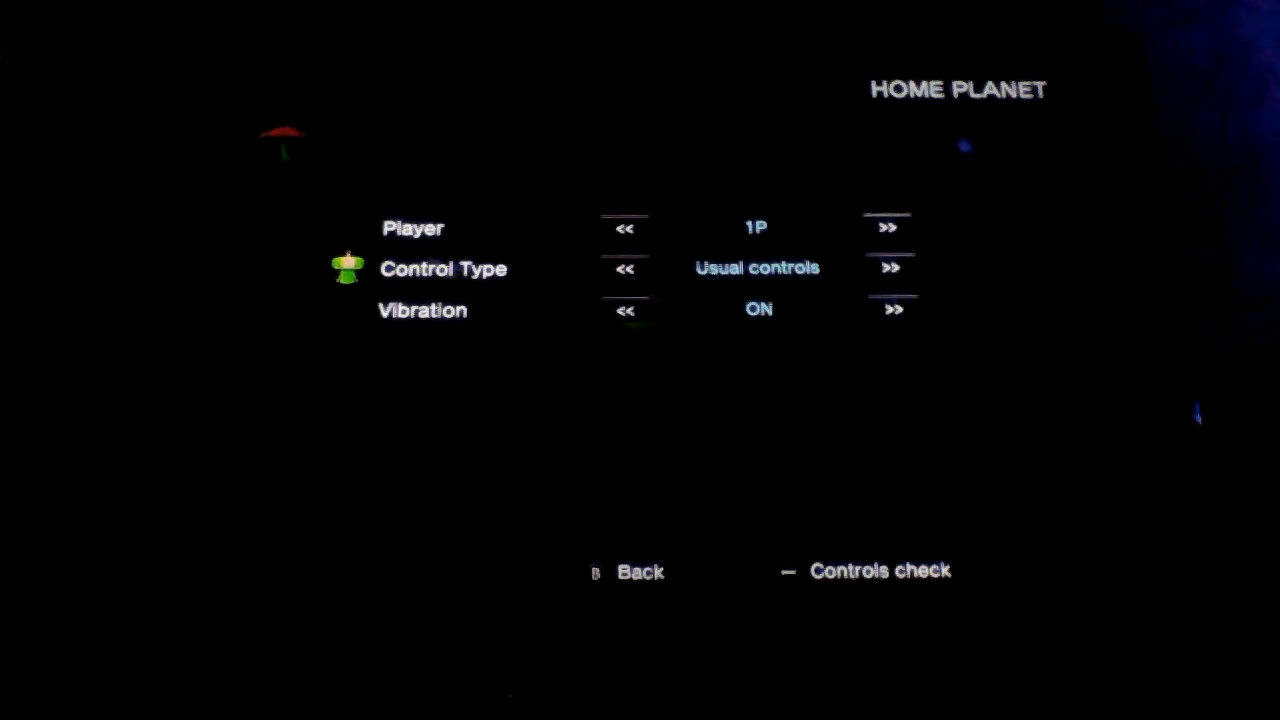 HOME PLANET
Player << 1P >>
Control Type << Usual controls >>
Vibration << ON >>
B Back – Controls check